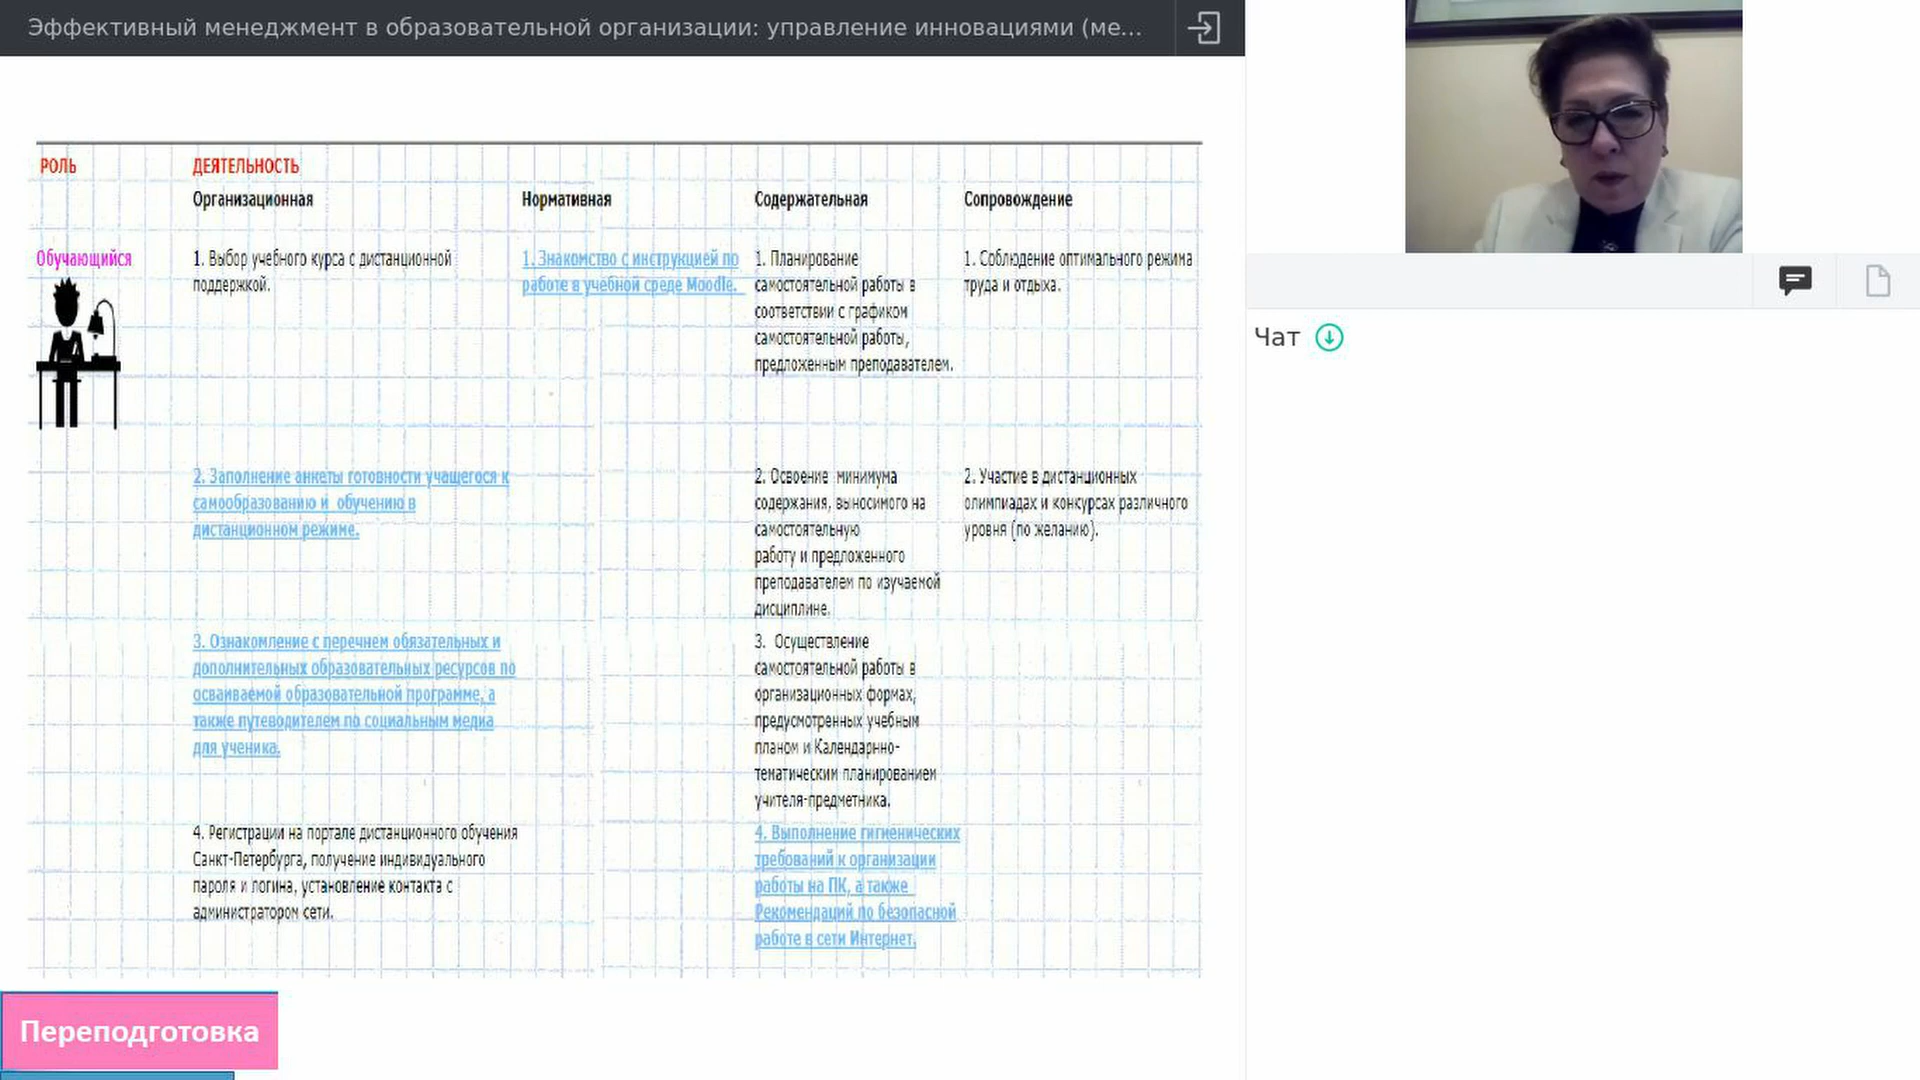 Эффективный менеджмент в образовательной организации: управление инновациями (ме...
РОЛЬ
ДЕЯТЕЛЬНОСТЬ
Организационная
Нормативная
Содержательная
Сопровождение
Обучающийся
1. Выбор учебного курса с дистанционной
поддержкой.
1. Знакомство с инструкцией по
работе в учебной среде Moodle.
1. Планирование
самостоятельной работы в
соответствии с графиком
самостоятельной работы,
предложенным преподавателем.
1. Соблюдение оптимального режима
труда и отдыха.
2. Заполнение анкеты готовности учащегося к
самообразованию и обучению в
дистанционном режиме.
2. Освоение минимума
содержания, выносимого на
самостоятельную
работу и предложенного
преподавателем по изучаемой
дисциплине.
2. Участие в дистанционных
олимпиадах и конкурсах различного
уровня (по желанию).
3. Ознакомление с перечнем обязательных и
дополнительных образовательных ресурсов по
осваиваемой образовательной программе, а
также путеводителем по социальным медиа
для ученика.
3. Осуществление
самостоятельной работы в
организационных формах,
предусмотренных учебным
планом и Календарнно-
тематическим планированием
учителя-предметника.
4. Регистрации на портале дистанционного обучения
Санкт-Петербурга, получение индивидуального
пароля и логина, установление контакта с
администратором сети.
4. Выполнение гигиенических
требований к организации
работы на ПК, а также
Рекомендаций по безопасной
работе в сети Интернет.
Переподготовка
Чат